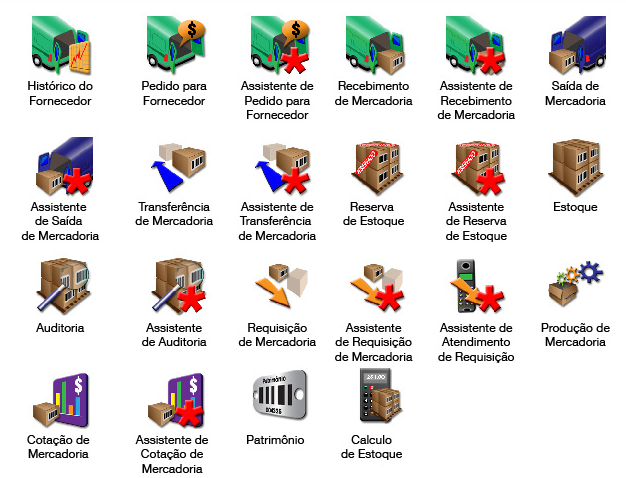 Histórico do
Fornecedor
Pedido para
Fornecedor
Assistente de
Pedido para
Fornecedor
Recebimento
de Mercadoria
Assistente de
Recebimento
de Mercadoria
Saída de
Mercadoria
Assistente
de Saída
de Mercadoria
Transferência
de Mercadoria
Assistente de
Transferência
de Mercadoria
RESERVADO
Reserva
de Estoque
RESERVADO
Assistente
de Reserva
de Estoque
Estoque
Auditoria
Assistente
de Auditoria
Requisição
de Mercadoria
Assistente
de Requisição
de Mercadoria
Assistente de
Atendimento
de Requisição
Produção de
Mercadoria
Cotação de
Mercadoria
Assistente de
Cotação de
Mercadoria
Patrimônio
Patrimônio
Calculo
de Estoque